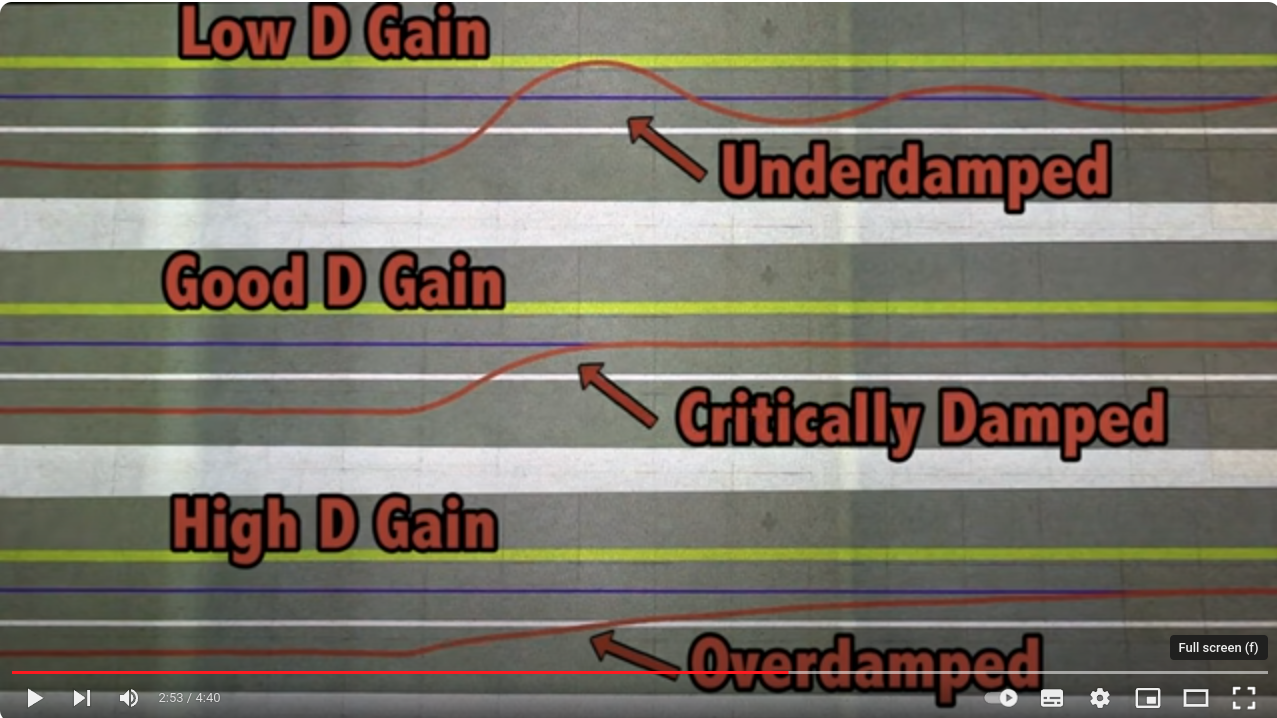 Low D Gain
Underdamped
Good D Gain
Critically Damped
High D Gain
Overdamped
Full screen (f)
2:53 / 4:40